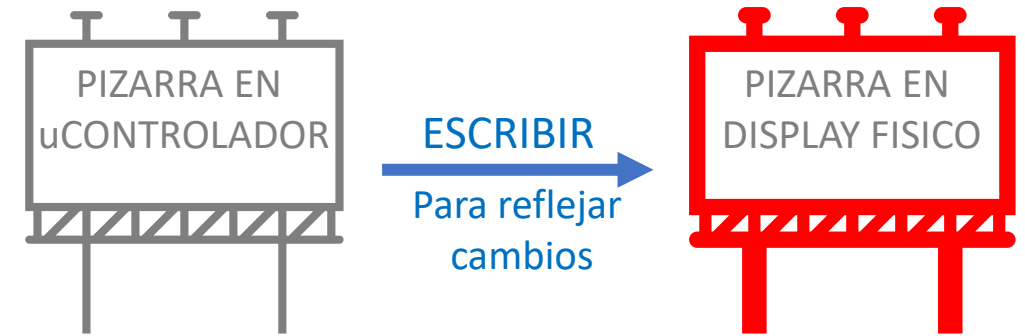 PIZARRA EN
uCONTROLADOR
ESCRIBIR
Para reflejar
cambios
PIZARRA EN
DISPLAY FISICO